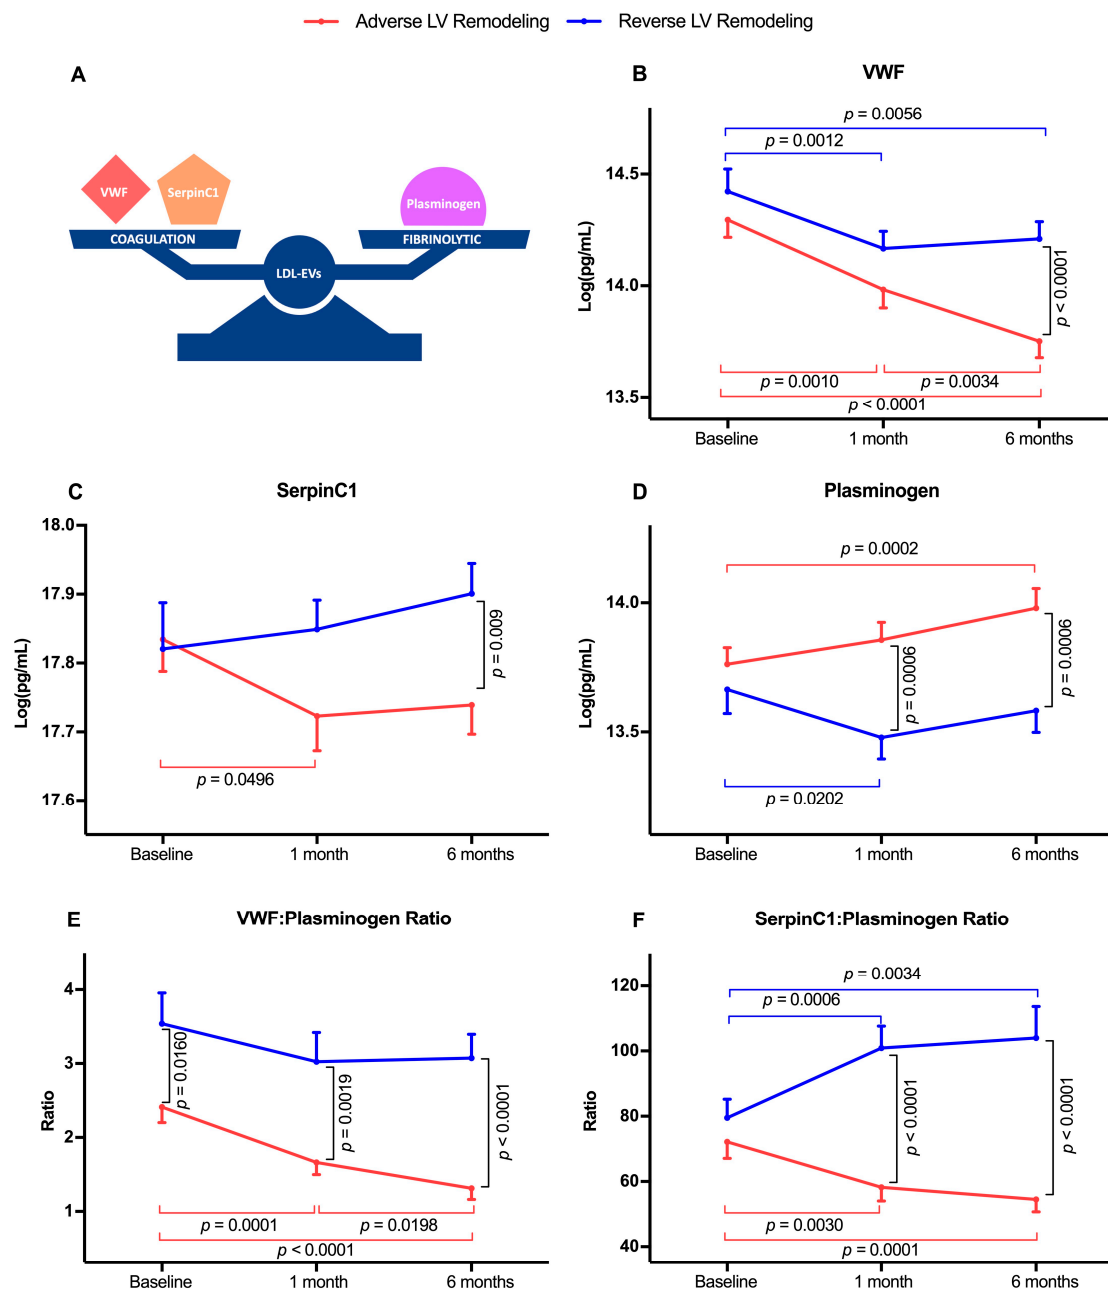 Adverse LV Remodeling Reverse LV Remodeling
A
VWF
SerpinC1
Plasminogen
COAGULATION
FIBRINOLYTIC
LDL-EVs
B
VWF
Log(pg/mL)
14.5
14.0
13.5
p = 0.0056
p = 0.0012
p < 0.0001
p = 0.0010
p = 0.0034
p < 0.0001
Baseline 1 month 6 months
C
SerpinC1
Log(pg/mL)
18.0
17.9
17.8
17.7
17.6
p = 0.009
p = 0.0496
Baseline 1 month 6 months
D
Plasminogen
Log(pg/mL)
14.0
13.5
p = 0.0002
p = 0.0006
p = 0.0006
p = 0.0202
Baseline 1 month 6 months
E
VWF:Plasminogen Ratio
Ratio
4
3
2
1
p = 0.0160
p = 0.0019
p < 0.0001
p = 0.0001
p = 0.0198
p < 0.0001
Baseline 1 month 6 months
F
SerpinC1:Plasminogen Ratio
Ratio
120
100
80
60
40
p = 0.0034
p = 0.0006
p < 0.0001
p < 0.0001
p = 0.0030
p = 0.0001
Baseline 1 month 6 months